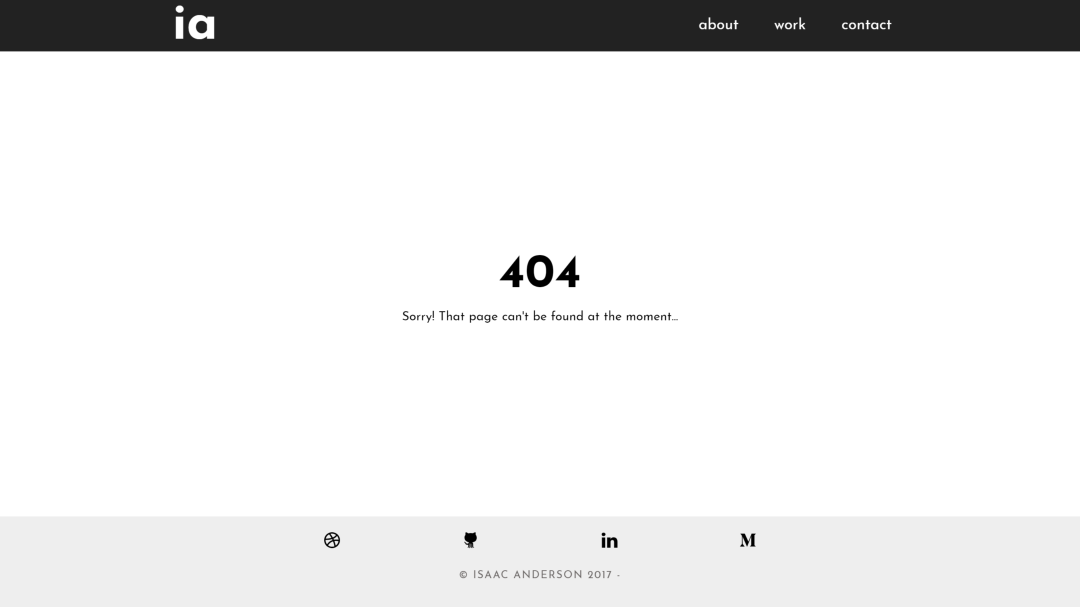 ia
about work contact
404
Sorry! That page can't be found at the moment...
in M
© ISAAC ANDERSON 2017 -